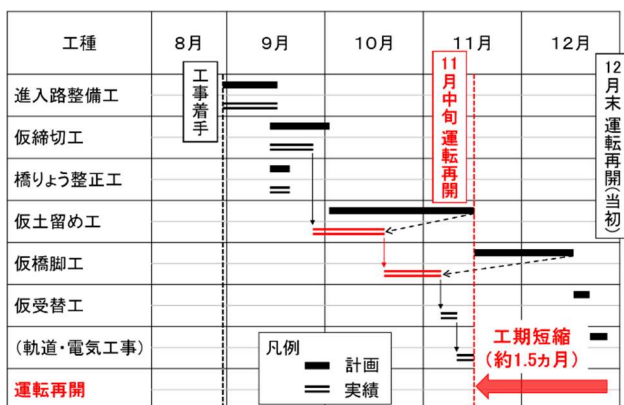 工種
8月
9月
10月
11月
12月
進入路整備工
仮締切工
橋りょう整正工
仮土留め工
仮橋脚工
仮受替工
(軌道・電気工事)
運転再開
工事着手
11月中旬 運転再開
12月末 運転再開(当初)
凡例
計画
実績
工期短縮
(約1.5ヵ月)